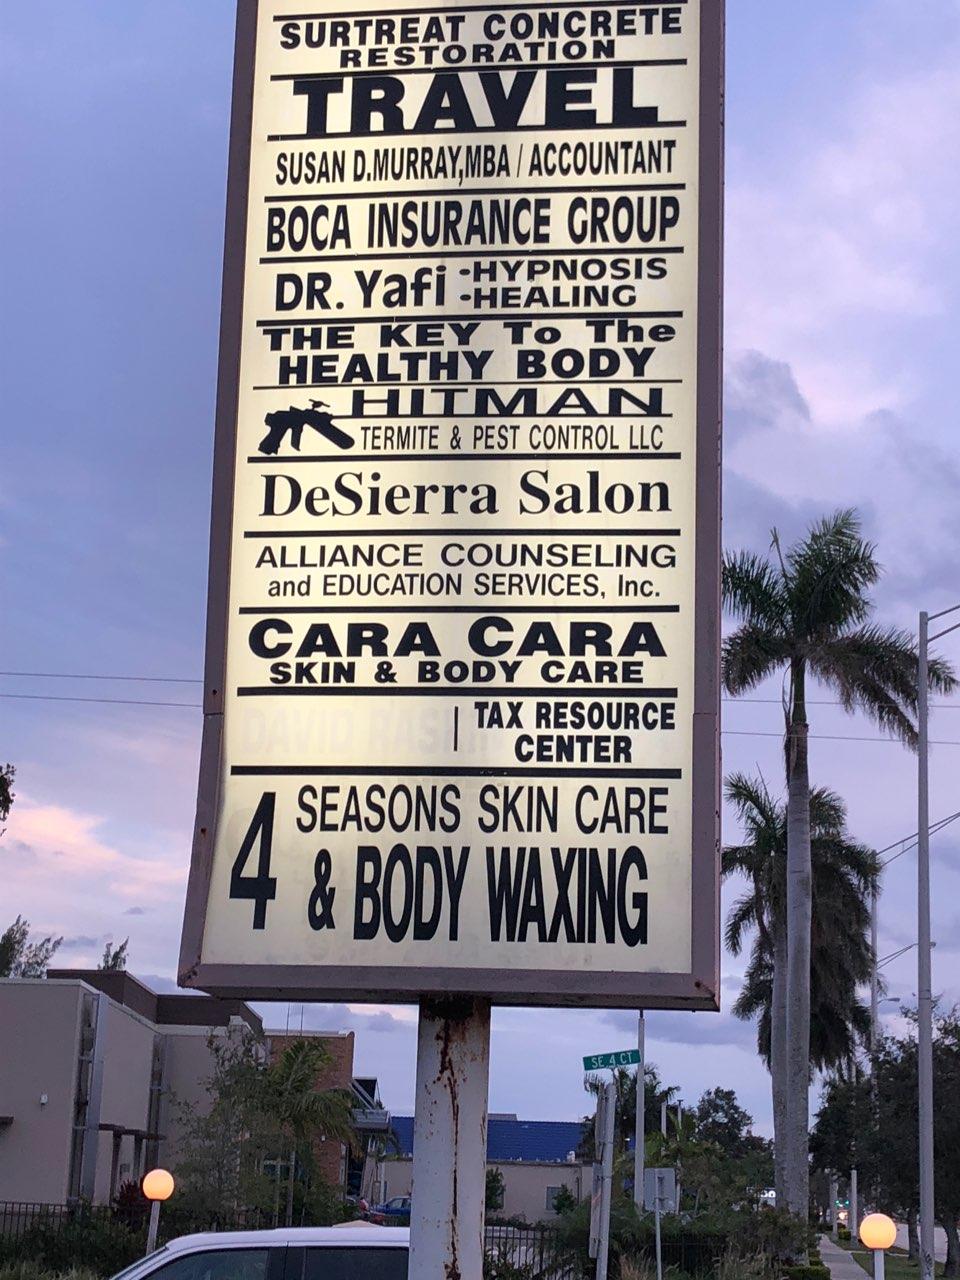 SURTREAT CONCRETE
RESTORATION
TRAVEL
SUSAN D.MURRAY,MBA / ACCOUNTANT
BOCA INSURANCE GROUP
DR. Yafi •HYPNOSIS
•HEALING
THE KEY To The
HEALTHY BODY
HITMAN
TERMITE & PEST CONTROL LLC
DeSierra Salon
ALLIANCE COUNSELING
and EDUCATION SERVICES, Inc.
CARA CARA
SKIN & BODY CARE
DAVID | TAX RESOURCE
CENTER
4 SEASONS SKIN CARE
& BODY WAXING
SE 4 CT